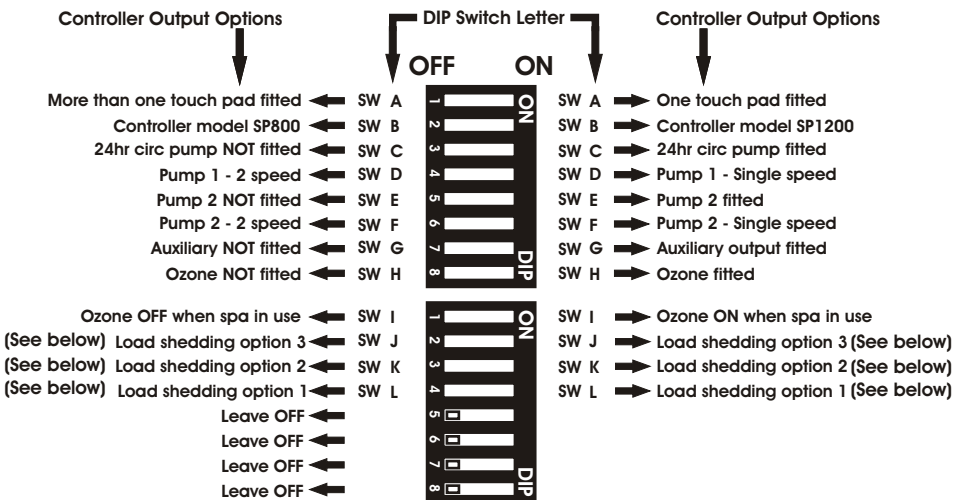 Controller Output Options DIP Switch Letter Controller Output Options
OFF ON
More than one touch pad fitted SW A 1 ON SW A One touch pad fitted
Controller model SP800 SW B 2 SW B Controller model SP1200
24hr circ pump NOT fitted SW C 3 SW C 24hr circ pump fitted
Pump 1 - 2 speed SW D 4 SW D Pump 1 - Single speed
Pump 2 NOT fitted SW E 5 SW E Pump 2 fitted
Pump 2 - 2 speed SW F 6 SW F Pump 2 - Single speed
Auxiliary NOT fitted SW G 7 SW G Auxiliary output fitted
Ozone NOT fitted SW H 8 DIP SW H Ozone fitted
Ozone OFF when spa in use SW I 1 ON SW I Ozone ON when spa in use
(See below) Load shedding option 3 SW J 2 SW J Load shedding option 3 (See below)
(See below) Load shedding option 2 SW K 3 SW K Load shedding option 2 (See below)
(See below) Load shedding option 1 SW L 4 SW L Load shedding option 1 (See below)
Leave OFF 5
Leave OFF 6
Leave OFF 7
Leave OFF 8 DIP